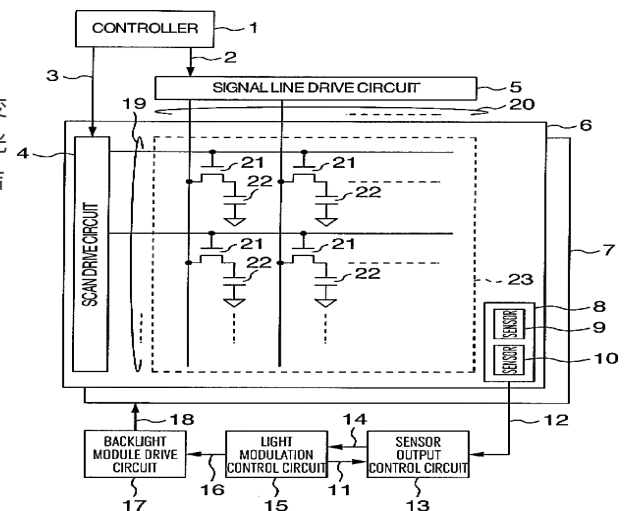 CONTROLLER
1
2
3
SIGNAL LINE DRIVE CIRCUIT
5
19
20
6
4
SCAN DRIVE CIRCUIT
21
21
22
22
21
21
22
22
7
23
8
SENSOR
9
SENSOR
10
18
14
12
BACKLIGHT
MODULE DRIVE
CIRCUIT
LIGHT
MODULATION
CONTROL CIRCUIT
SENSOR
OUTPUT
CONTROL CIRCUIT
16
11
17
15
13